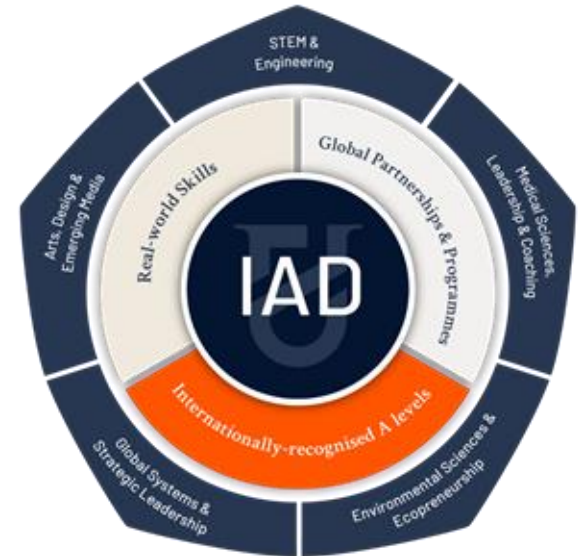 STEM &
Engineering
Medical Sciences,
Leadership & Coaching
Environmental Sciences &
Ecopreneurship
Global Systems &
Strategic Leadership
Arts, Design &
Emerging Media
Real-world Skills
Global Partnerships & Programmes
Internationally-recognised A levels
IAD